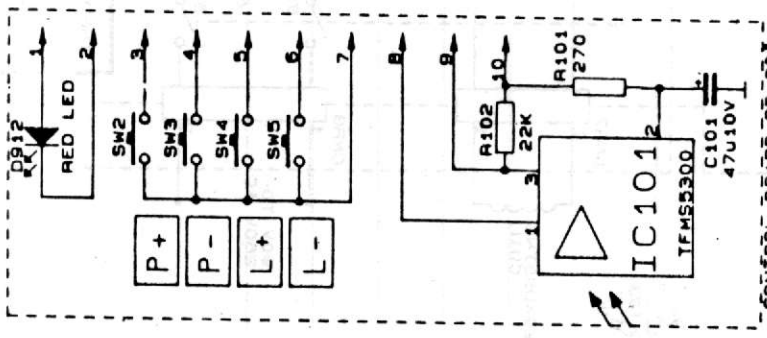 1
2
3
4
5
6
7
8
9
10
D912
RED LED
SW2
SW3
SW4
SW5
P+
P-
L+
L-
R101
270
R102
22K
C101
+
47u10V
1
3
2
IC101
TFMS5300